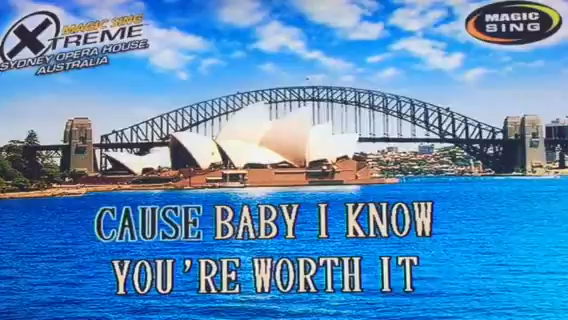 MAGIC SING
XTREME
SYDNEY OPERA HOUSE,
AUSTRALIA
MAGIC
SING
CAUSE BABY I KNOW
YOU'RE WORTH IT